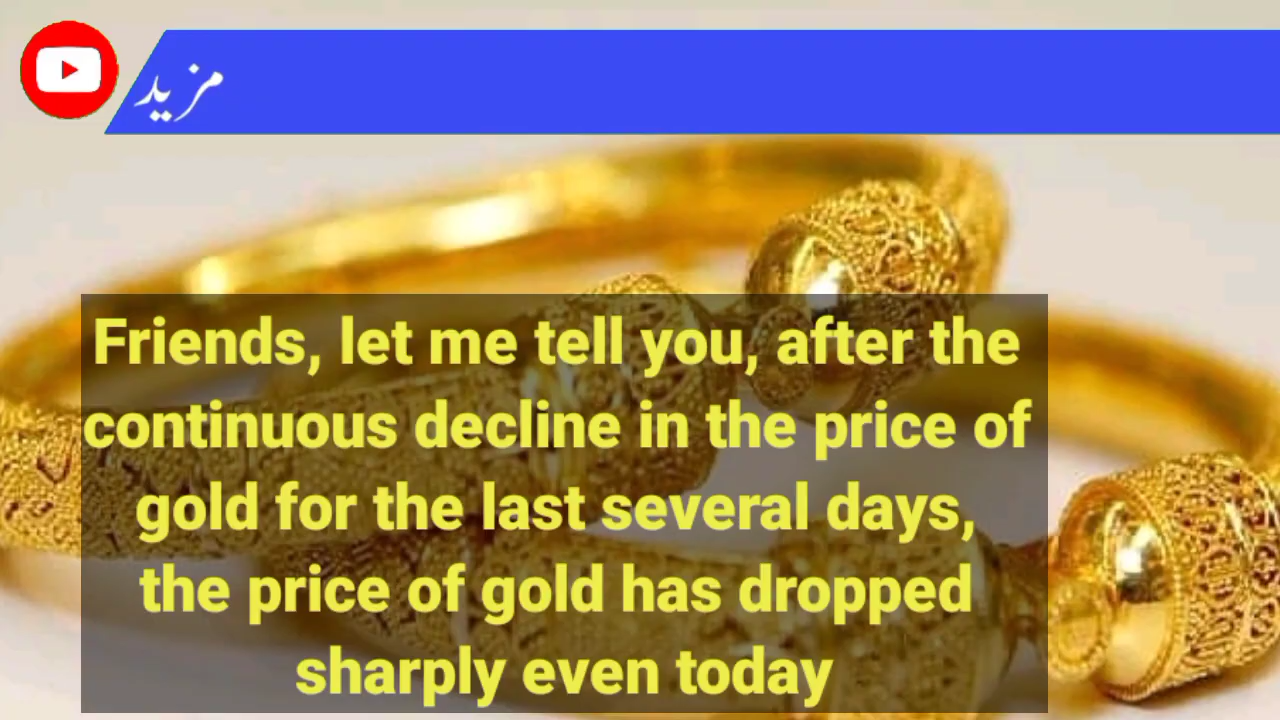 مزید
Friends, let me tell you, after the
continuous decline in the price of
gold for the last several days,
the price of gold has dropped
sharply even today